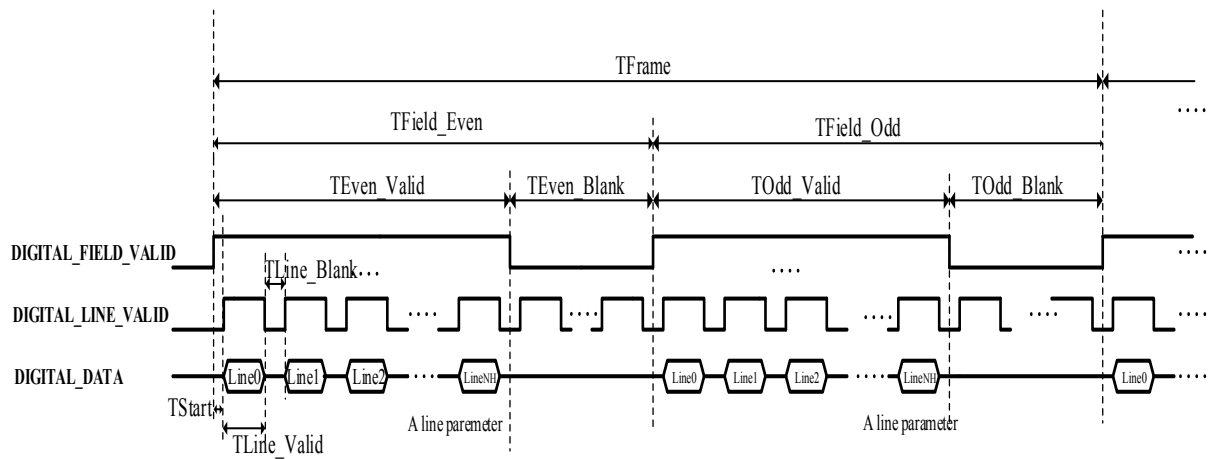 TFrame
....
TField_Even
TField_Odd
TEven_Valid
TEven_Blank
TOdd_Valid
TOdd_Blank
DIGITAL_FIELD_VALID
....
TLine_Blank
...
....
DIGITAL_LINE_VALID
....
....
....
....
....
DIGITAL_DATA
Line0
Line1
Line2
....
LineNH
Line0
Line1
Line2
.....
LineNH
Line0
....
TStart
A line paremeter
A line parameter
TLine_Valid